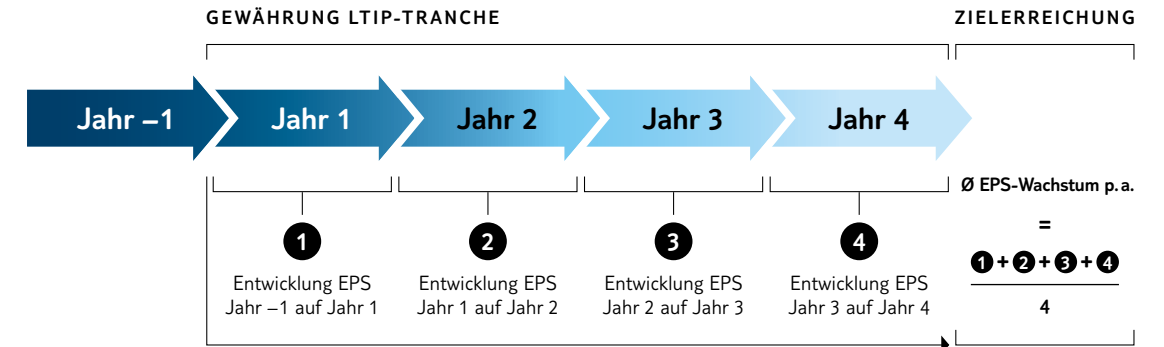 GEWÄHRUNG LTIP-TRANCHE
ZIELERREICHUNG
Jahr –1
Jahr 1
Jahr 2
Jahr 3
Jahr 4
1
Entwicklung EPS
Jahr –1 auf Jahr 1
2
Entwicklung EPS
Jahr 1 auf Jahr 2
3
Entwicklung EPS
Jahr 2 auf Jahr 3
4
Entwicklung EPS
Jahr 3 auf Jahr 4
Ø EPS-Wachstum p. a.
=
1 + 2 + 3 + 4
4